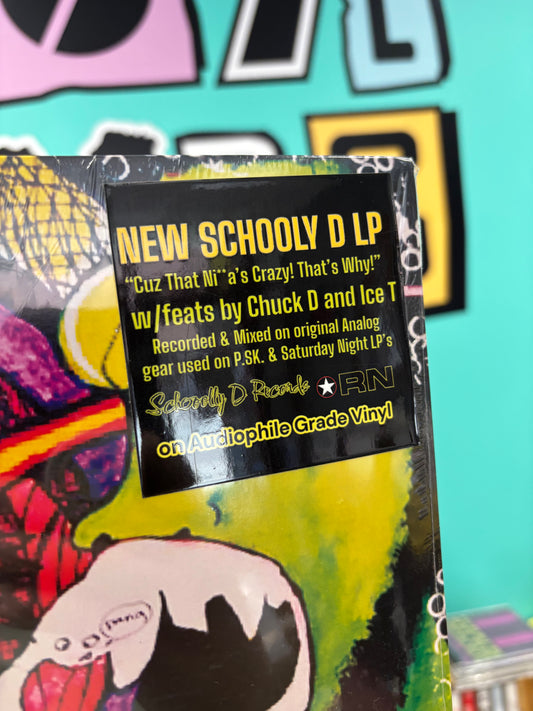 NEW SCHOOLY D LP
“Cuz That Ni**a’s Crazy! That’s Why!”
w/feats by Chuck D and Ice T
Recorded & Mixed on original Analog
gear used on P.SK. & Saturday Night LP’s
Schoolly D Records RN
on Audiophile Grade Vinyl